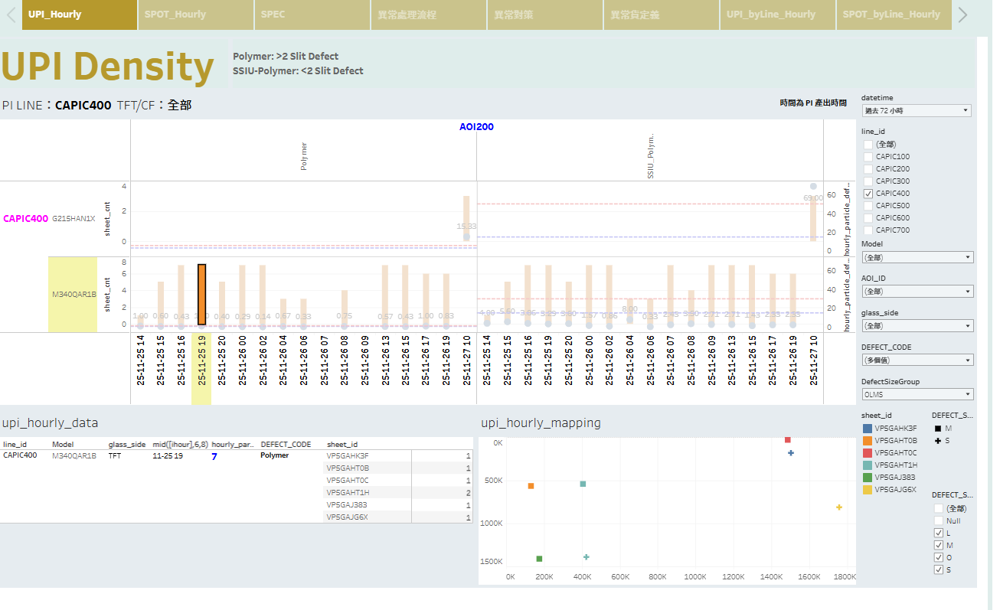 UPI_Hourly SPOT_Hourly SPEC 異常處理流程 異常對策 異常貨定義 UPI_byLine_Hourly SPOT_byLine_Hourly
UPI Density
Polymer: >2 Slit Defect
SSIU-Polymer: <2 Slit Defect
PI LINE：CAPIC400 TFT/CF：全部
時間為 PI 產出時間
AOI200
Polymer
SSIU_Polym..
CAPIC400
G215HAN1X
sheet_cnt
4
2
0
15.33
69.00
60
40
20
0
hourly_particle_def...
M340QAR1B
sheet_cnt
8
6
4
2
0
1.00 0.60 0.43 0.40 0.29 0.14 0.67 0.33 0.75 0.57 0.43 1.00 0.83
5.60 3.29 3.60 1.57 0.86 8.00 0.33 2.71 2.71 1.43
60
40
20
0
hourly_particle_def...
25-11-25 14
25-11-25 15
25-11-25 16
25-11-25 19
25-11-25 20
25-11-26 00
25-11-26 02
25-11-26 04
25-11-26 06
25-11-26 07
25-11-26 08
25-11-26 09
25-11-26 13
25-11-26 15
25-11-26 17
25-11-26 19
25-11-27 10
25-11-25 14
25-11-25 15
25-11-25 16
25-11-25 19
25-11-25 20
25-11-26 00
25-11-26 02
25-11-26 04
25-11-26 06
25-11-26 07
25-11-26 08
25-11-26 09
25-11-26 13
25-11-26 15
25-11-26 17
25-11-26 19
25-11-27 10
datetime
過去 72 小時
line_id
(全部)
CAPIC100
CAPIC200
CAPIC300
CAPIC400
CAPIC500
CAPIC600
CAPIC700
Model
(全部)
AOI_ID
(全部)
glass_side
(全部)
DEFECT_CODE
(多個值)
DefectSizeGroup
OLMS
upi_hourly_data
line_id Model glass_side mid([ihour],6,8) hourly_par.. DEFECT_CODE sheet_id
CAPIC400 M340QAR1B TFT 11-25 19 7 Polymer VP5GAHK3F 1
VP5GAHT0B 1
VP5GAHT0C 1
VP5GAHT1H 2
VP5GAJ383 1
VP5GAJG6X 1
upi_hourly_mapping
0K
500K
1000K
1500K
0K 200K 400K 600K 800K 1000K 1200K 1400K 1600K 1800K
sheet_id
VP5GAHK3F
VP5GAHT0B
VP5GAHT0C
VP5GAHT1H
VP5GAJ383
VP5GAJG6X
DEFECT_S...
M
S
DEFECT_S...
(全部)
Null
L
M
O
S